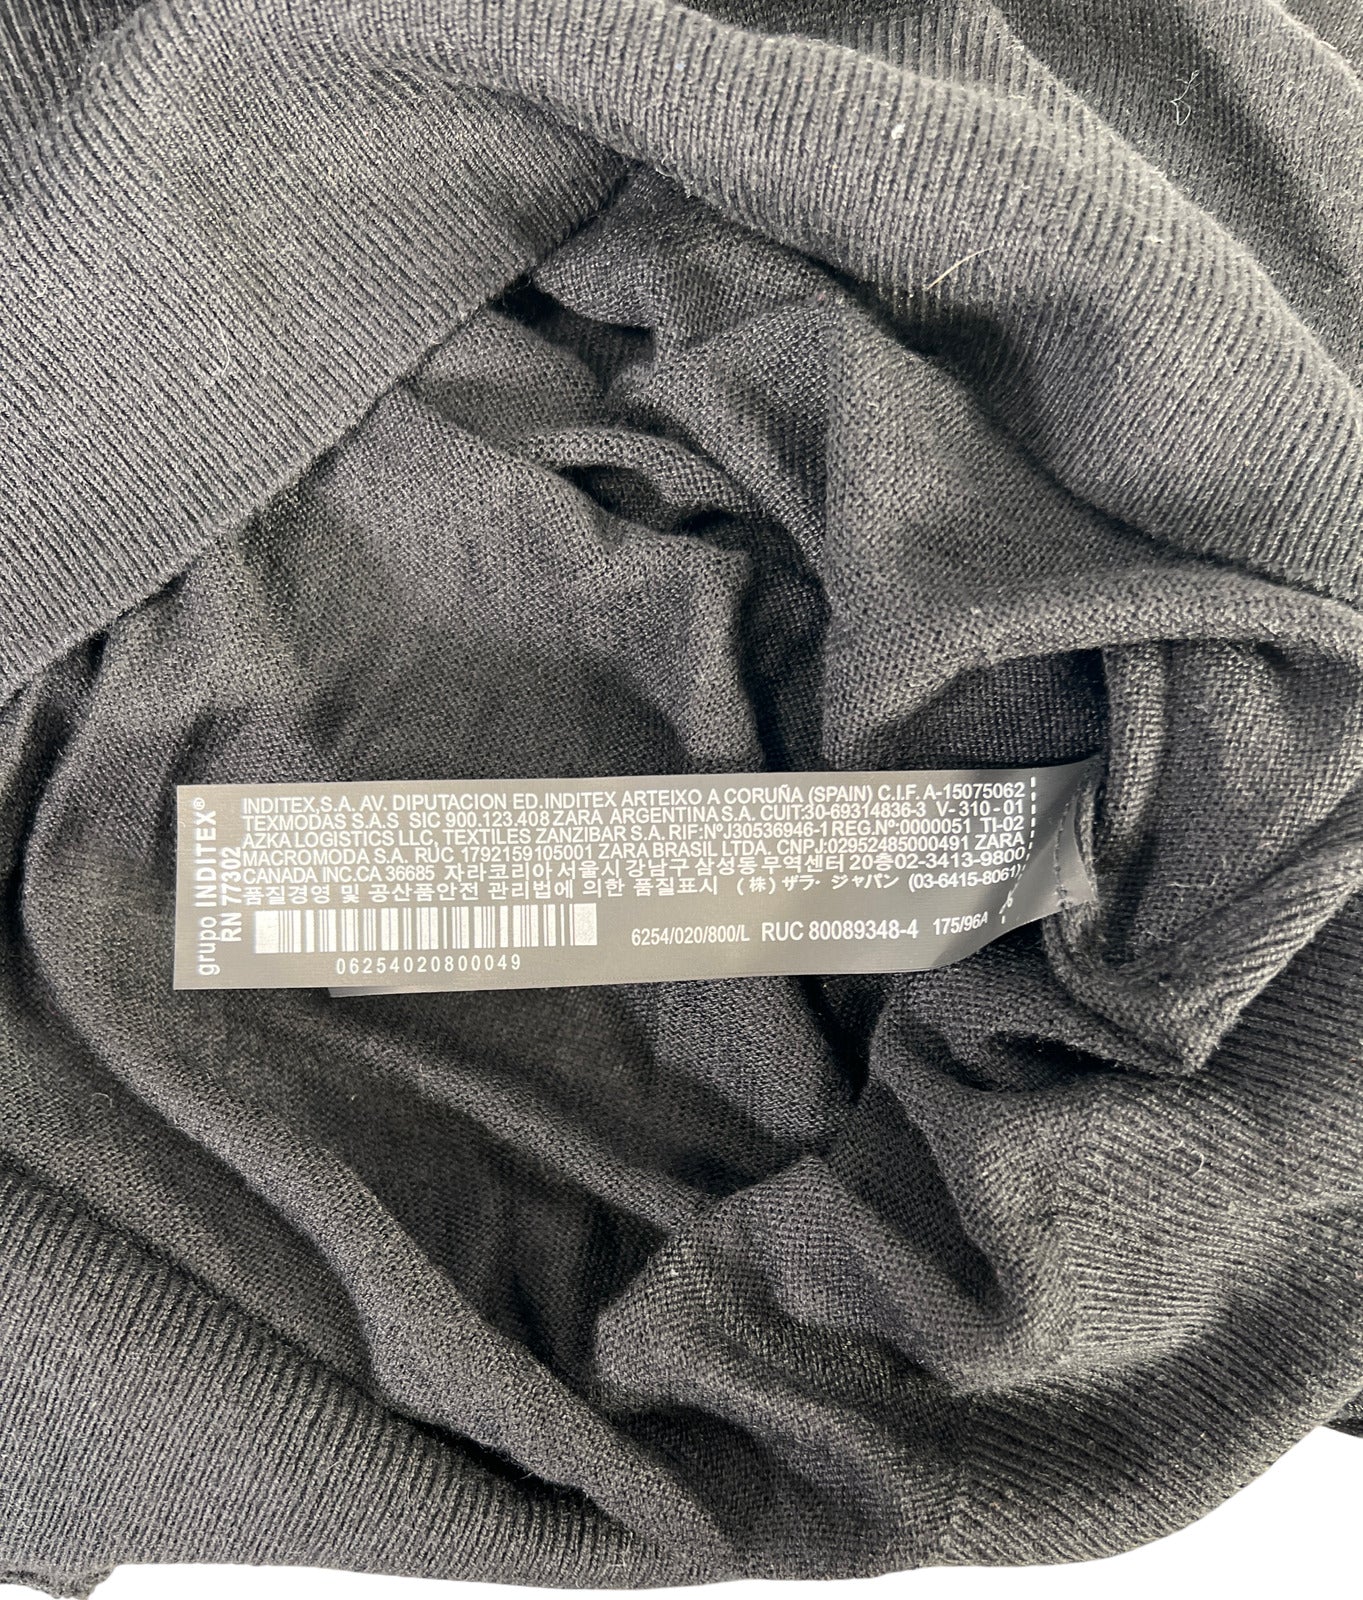 grupo INDITEX®
RN 77302
INDITEX,S.A. AV. DIPUTACION ED.INDITEX ARTEIXO A CORUÑA (SPAIN) C.I.F. A-15075062
TEXMODAS S.A.S SIC 900.123.408 ZARA ARGENTINA S.A. CUIT:30-69314836-3 V-310-01
AZKA LOGISTICS LLC, TEXTILES ZANZIBAR S.A. RIF:NºJ30536946-1 REG.Nº:0000051 TI-02
MACROMODA S.A. RUC 1792159105001 ZARA BRASIL LTDA. CNPJ:02952485000491 ZARA
CANADA INC.CA 36685 자라코리아서울시강남구 삼성동무역센터 20층02-3413-9800
품질경영 및 공산품안전 관리법에 의한 품질표시 (株) ザラ・ジャパン (03-6415-8061)
06254020800049
6254/020/800/L RUC 80089348-4 175/96A